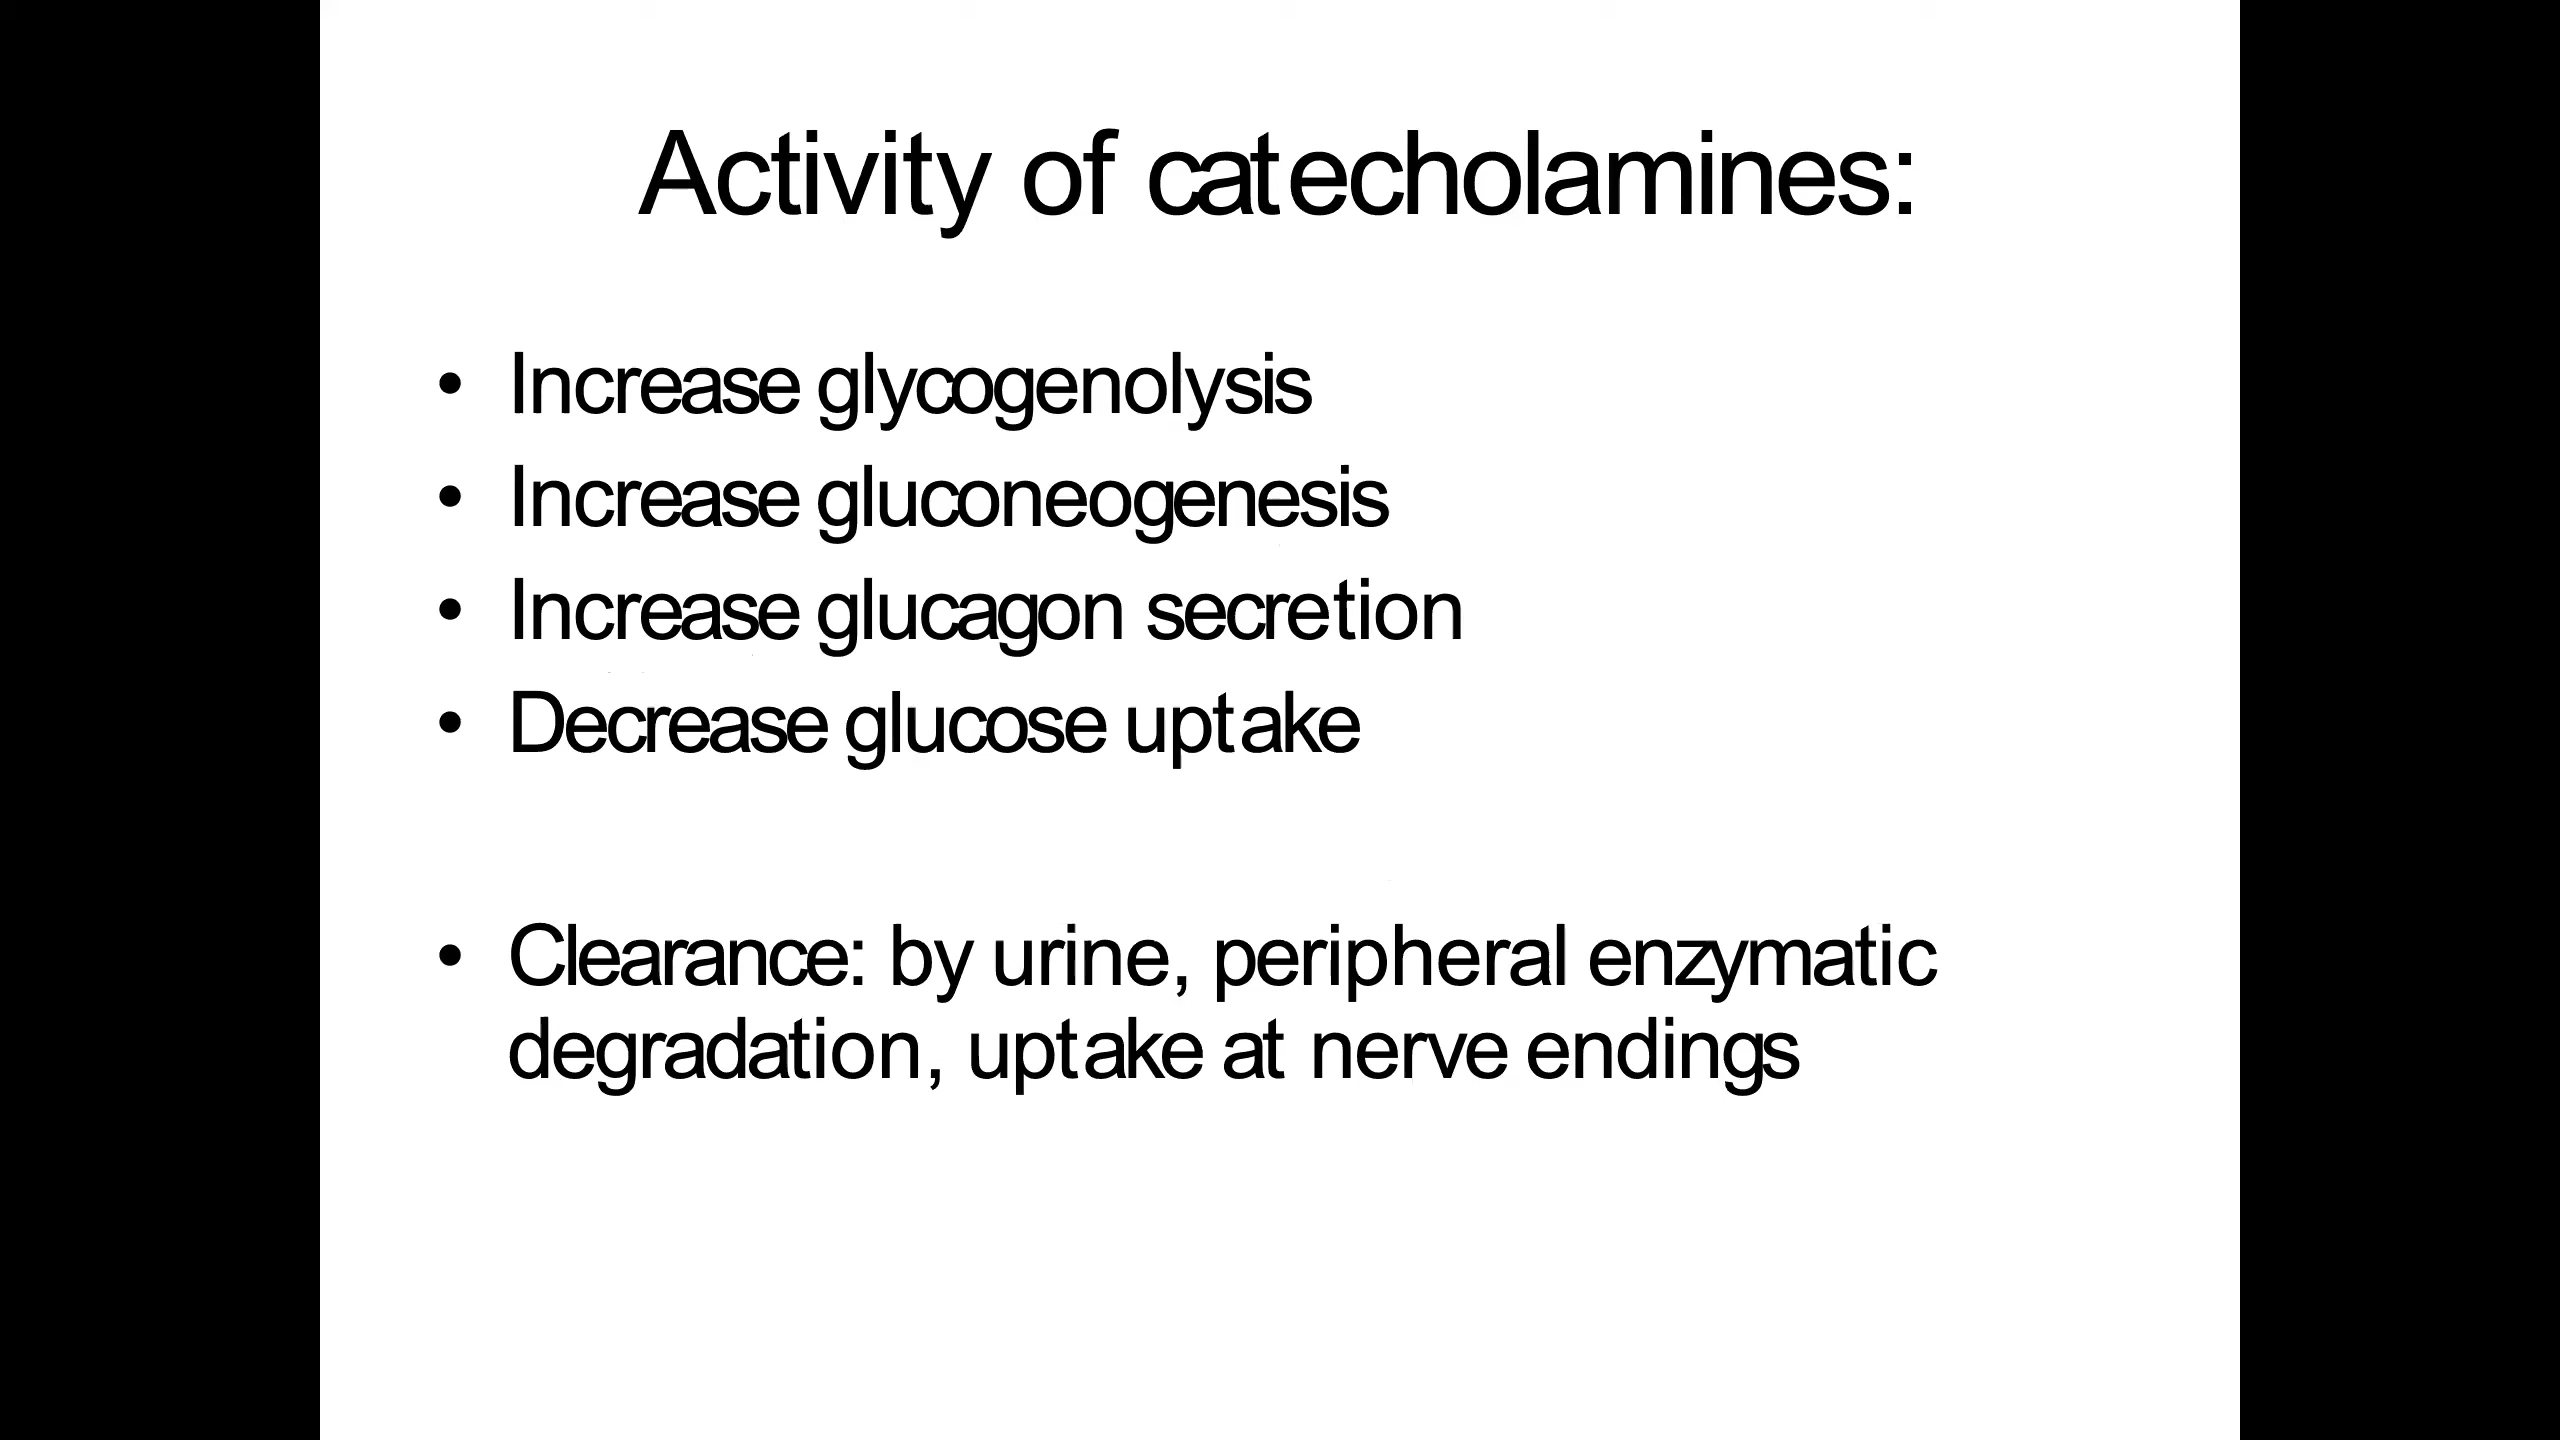 Activity of catecholamines:
• Increase glycogenolysis
• Increase gluconeogenesis
• Increase glucagon secretion
• Decrease glucose uptake
• Clearance: by urine, peripheral enzymatic
degradation, uptake at nerve endings